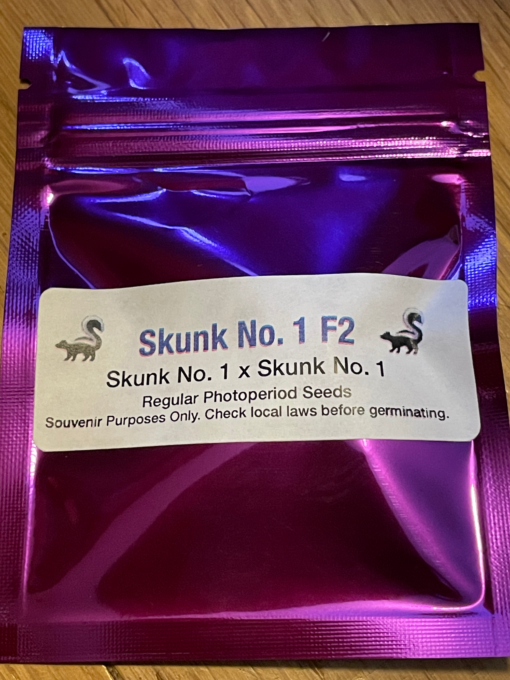 Skunk No. 1 F2
Skunk No. 1 x Skunk No. 1
Regular Photoperiod Seeds
Souvenir Purposes Only. Check local laws before germinating.